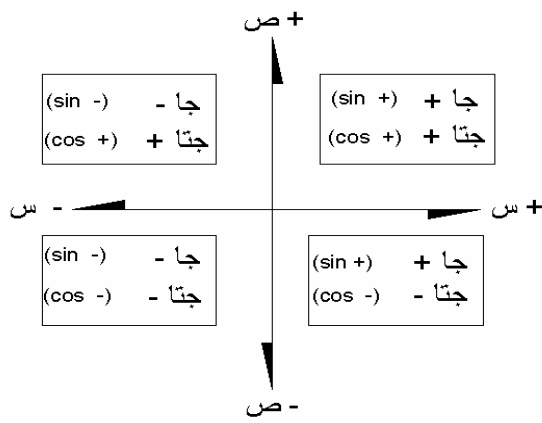 ص +
(sin -) جا -
(cos +) جتا +
(sin +) جا +
(cos +) جتا +
س -
س +
(sin -) جا -
(cos -) جتا -
(sin +) جا +
(cos -) جتا -
ص -